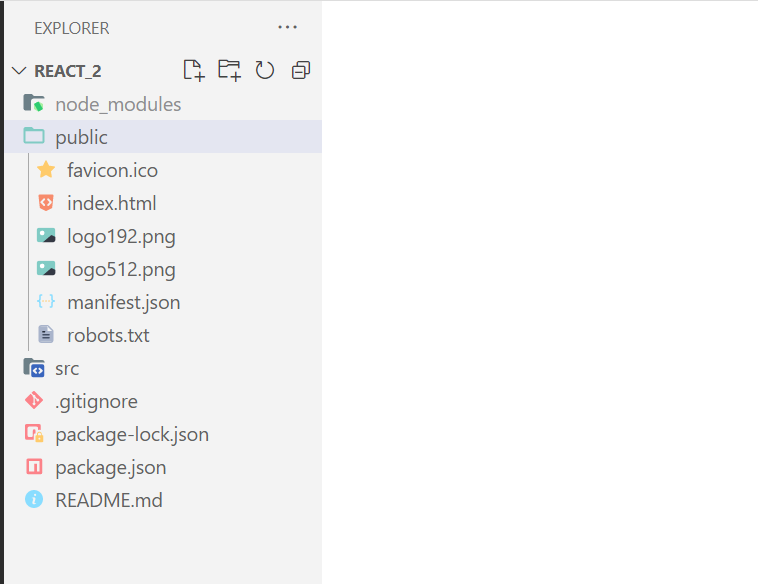 EXPLORER
REACT_2
node_modules
public
favicon.ico
index.html
logo192.png
logo512.png
manifest.json
robots.txt
src
.gitignore
package-lock.json
package.json
README.md